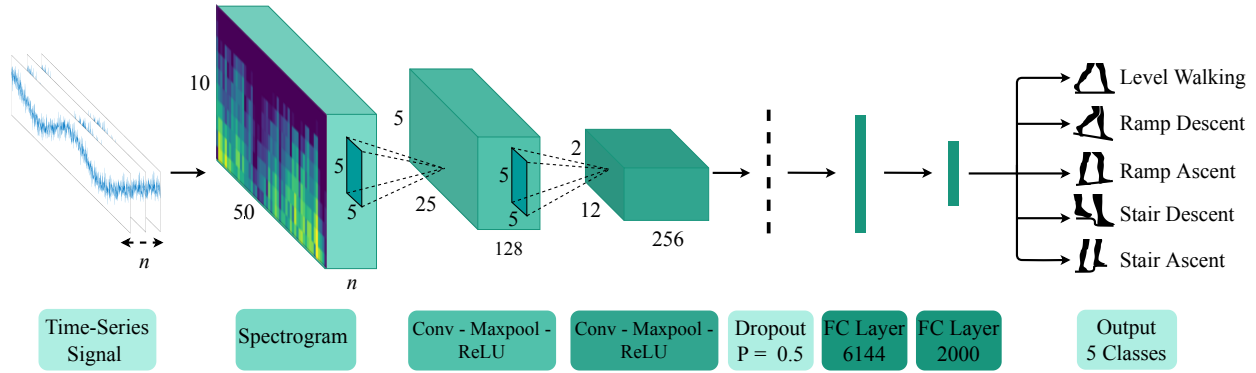 n
10
50
5
5
n
5
25
5
5
128
2
12
256
Level Walking
Ramp Descent
Ramp Ascent
Stair Descent
Stair Ascent
Time-Series
Signal
Spectrogram
Conv - Maxpool -
ReLU
Conv - Maxpool -
ReLU
Dropout
P = 0.5
FC Layer
6144
FC Layer
2000
Output
5 Classes